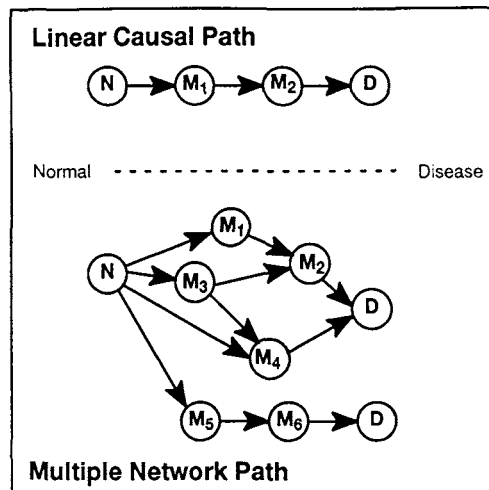 Linear Causal Path
N M1 M2 D
Normal Disease
M1
N M3 M2
D
M4
M5 M6 D
Multiple Network Path